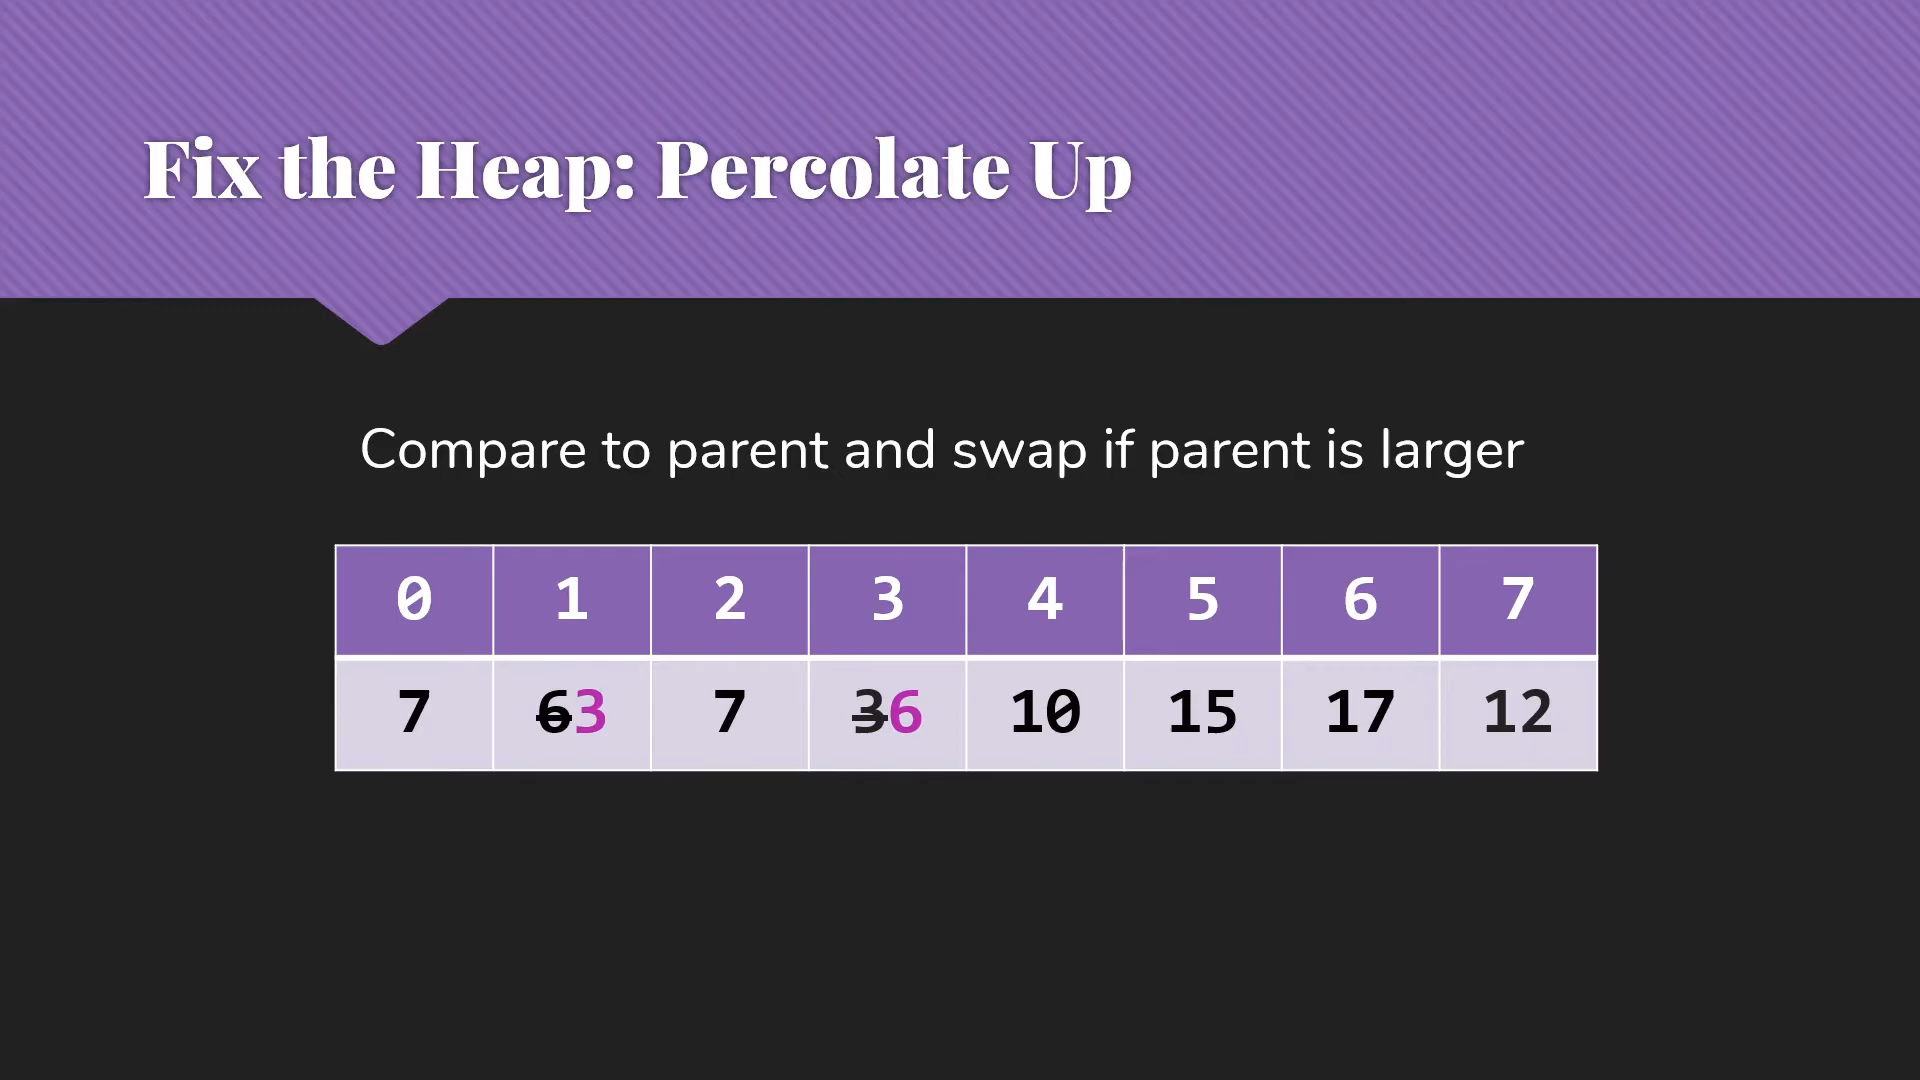 Fix the Heap: Percolate Up
Compare to parent and swap if parent is larger
0 1 2 3 4 5 6 7
7 63 7 36 10 15 17 12